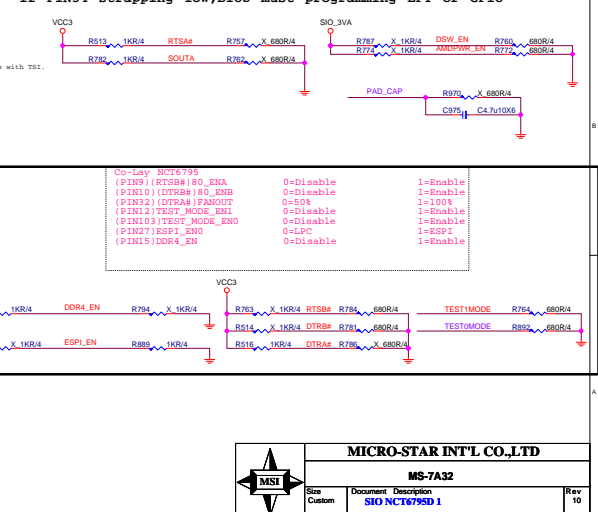 VCC3
R513 1KR/4 RTSA# R757 X_680R/4
R782 1KR/4 SOUTA R762 X_680R/4
with TSI.
SIO_3VA
R787 X_1KR/4 DSW_EN R760 680R/4
R774 X_1KR/4 AMDPWR_EN R772 680R/4
PAD_CAP R970 X_680R/4
C975 C4.7u10X6
B
Co-Lay NCT6795
(PIN9)(RTSB#)80_ENA 0=Disable 1=Enable
(PIN10)(DTRB#)80_ENB 0=Disable 1=Enable
(PIN32)(DTRA#)FANOUT 0=50% 1=100%
(PIN12)TEST_MODE_EN1 0=Disable 1=Enable
(PIN103)TEST_MODE_EN0 0=Disable 1=Enable
(PIN27)ESPI_EN0 0=LPC 1=ESPI
(PIN15)DDR4_EN 0=Disable 1=Enable
1KR/4 DDR4_EN R794 X_1KR/4
X_1KR/4 ESPI_EN R889 1KR/4
VCC3
R763 X_1KR/4 RTSB# R784 680R/4
R514 X_1KR/4 DTRB# R781 680R/4
R516 1KR/4 DTRA# R786 X_680R/4
TEST1MODE R764 680R/4
TEST0MODE R892 680R/4
A
MSI
MICRO-STAR INT'L CO.,LTD
MS-7A32
Size Document Description Rev
Custom SIO NCT6795D 1 10